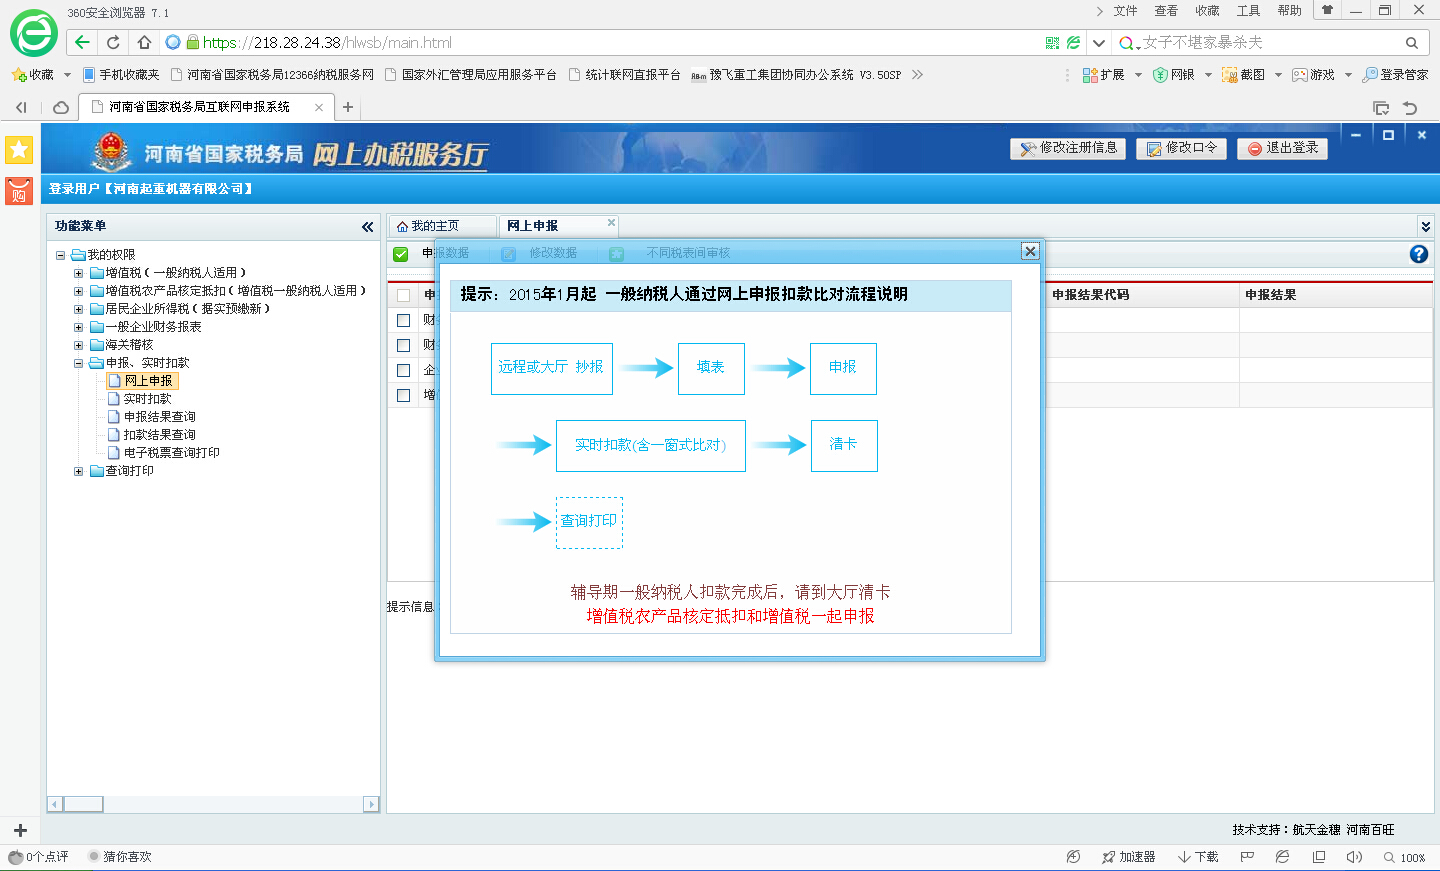 360安全浏览器 7.1
文件 查看 收藏 工具 帮助
https://218.28.24.38/hlwsb/main.html
女子不堪家暴杀夫
收藏 手机收藏夹 河南省国家税务局12366纳税服务网 国家外汇管理局应用服务平台 统计联网直报平台 RBm 豫飞重工集团协同办公系统 V3.50SP
扩展 网银 截图 游戏 登录管家
河南省国家税务局互联网申报系统
购
河南省国家税务局 网上办税服务厅
修改注册信息 修改口令 退出登录
登录用户【河南起重机器有限公司】
功能菜单
我的权限
增值税(一般纳税人适用)
增值税农产品核定抵扣(增值税一般纳税人适用)
居民企业所得税(据实预缴新)
一般企业财务报表
海关稽核
申报、实时扣款
网上申报
实时扣款
申报结果查询
扣款结果查询
电子税票查询打印
查询打印
我的主页 网上申报
申报数据 修改数据 不同税表间审核
申 申报结果代码 申报结果
财
财
企
增
提示信息
提示：2015年1月起 一般纳税人通过网上申报扣款比对流程说明
远程或大厅 抄报 填表 申报
实时扣款(含一窗式比对) 清卡
查询打印
辅导期一般纳税人扣款完成后，请到大厅清卡
增值税农产品核定抵扣和增值税一起申报
技术支持：航天金穗 河南百旺
0个点评 猜你喜欢
加速器 下载 100%